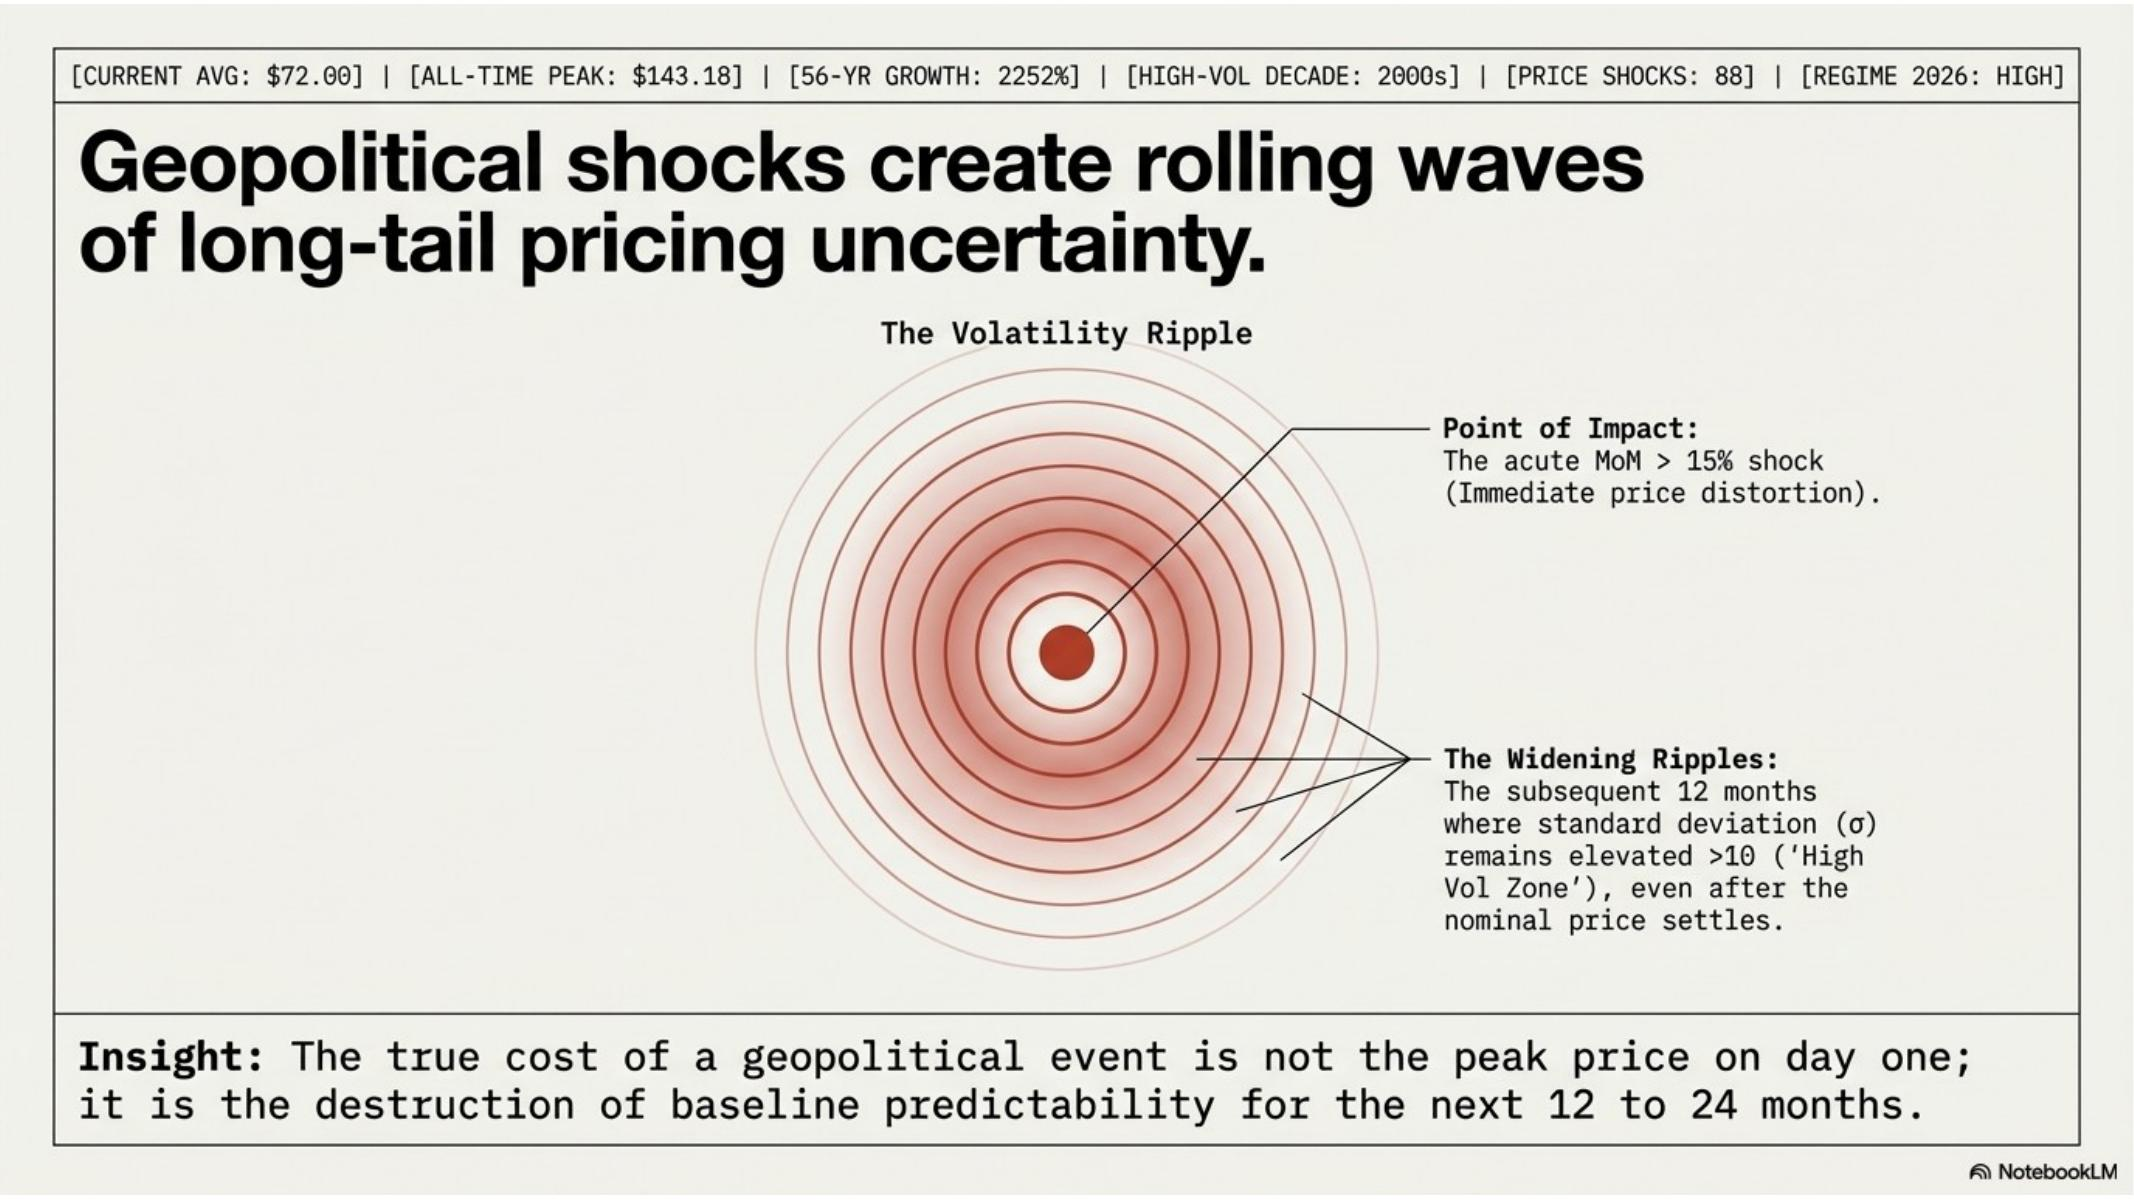 [CURRENT AVG: $72.00] | [ALL-TIME PEAK: $143.18] | [56-YR GROWTH: 2252%] | [HIGH-VOL DECADE: 2000s] | [PRICE SHOCKS: 88] | [REGIME 2026: HIGH]
Geopolitical shocks create rolling waves
of long-tail pricing uncertainty.
The Volatility Ripple
Point of Impact:
The acute MoM > 15% shock
(Immediate price distortion).
The Widening Ripples:
The subsequent 12 months
where standard deviation (σ)
remains elevated >10 (‘High
Vol Zone’), even after the
nominal price settles.
Insight: The true cost of a geopolitical event is not the peak price on day one;
it is the destruction of baseline predictability for the next 12 to 24 months.
NotebookLM